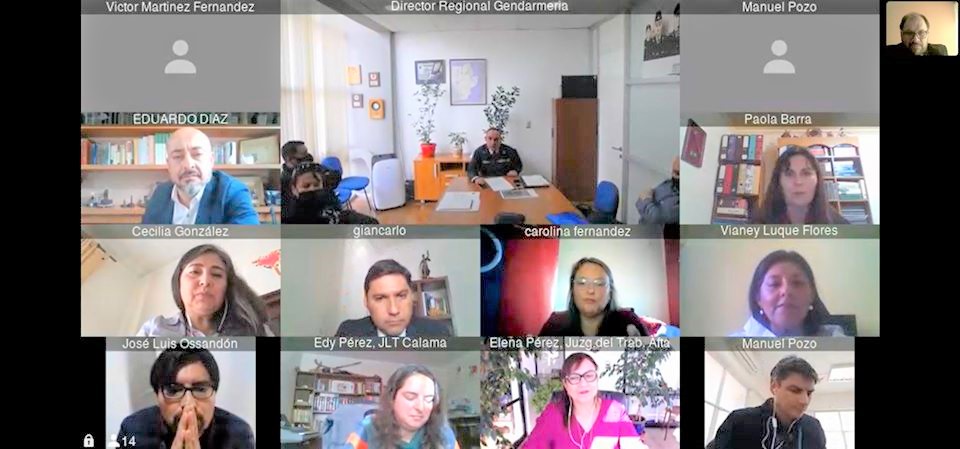 Victor Martinez Fernandez
Director Regional Gendarmeria
Manuel Pozo
EDUARDO DIAZ
Paola Barra
Cecilia González
giancarlo
carolina fernandez
Vianey Luque Flores
José Luis Ossandón
Edy Pérez, JLT Calama
Elena Pérez, Juzg del Trab, Afta
Manuel Pozo
14